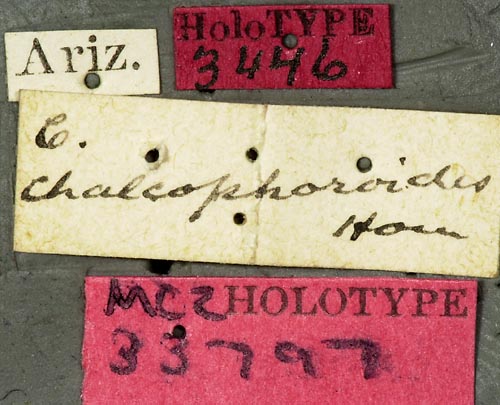 Ariz.
HoloTYPE
3446
C.
chalcophoroides
Horn
MCZ HOLOTYPE
33797